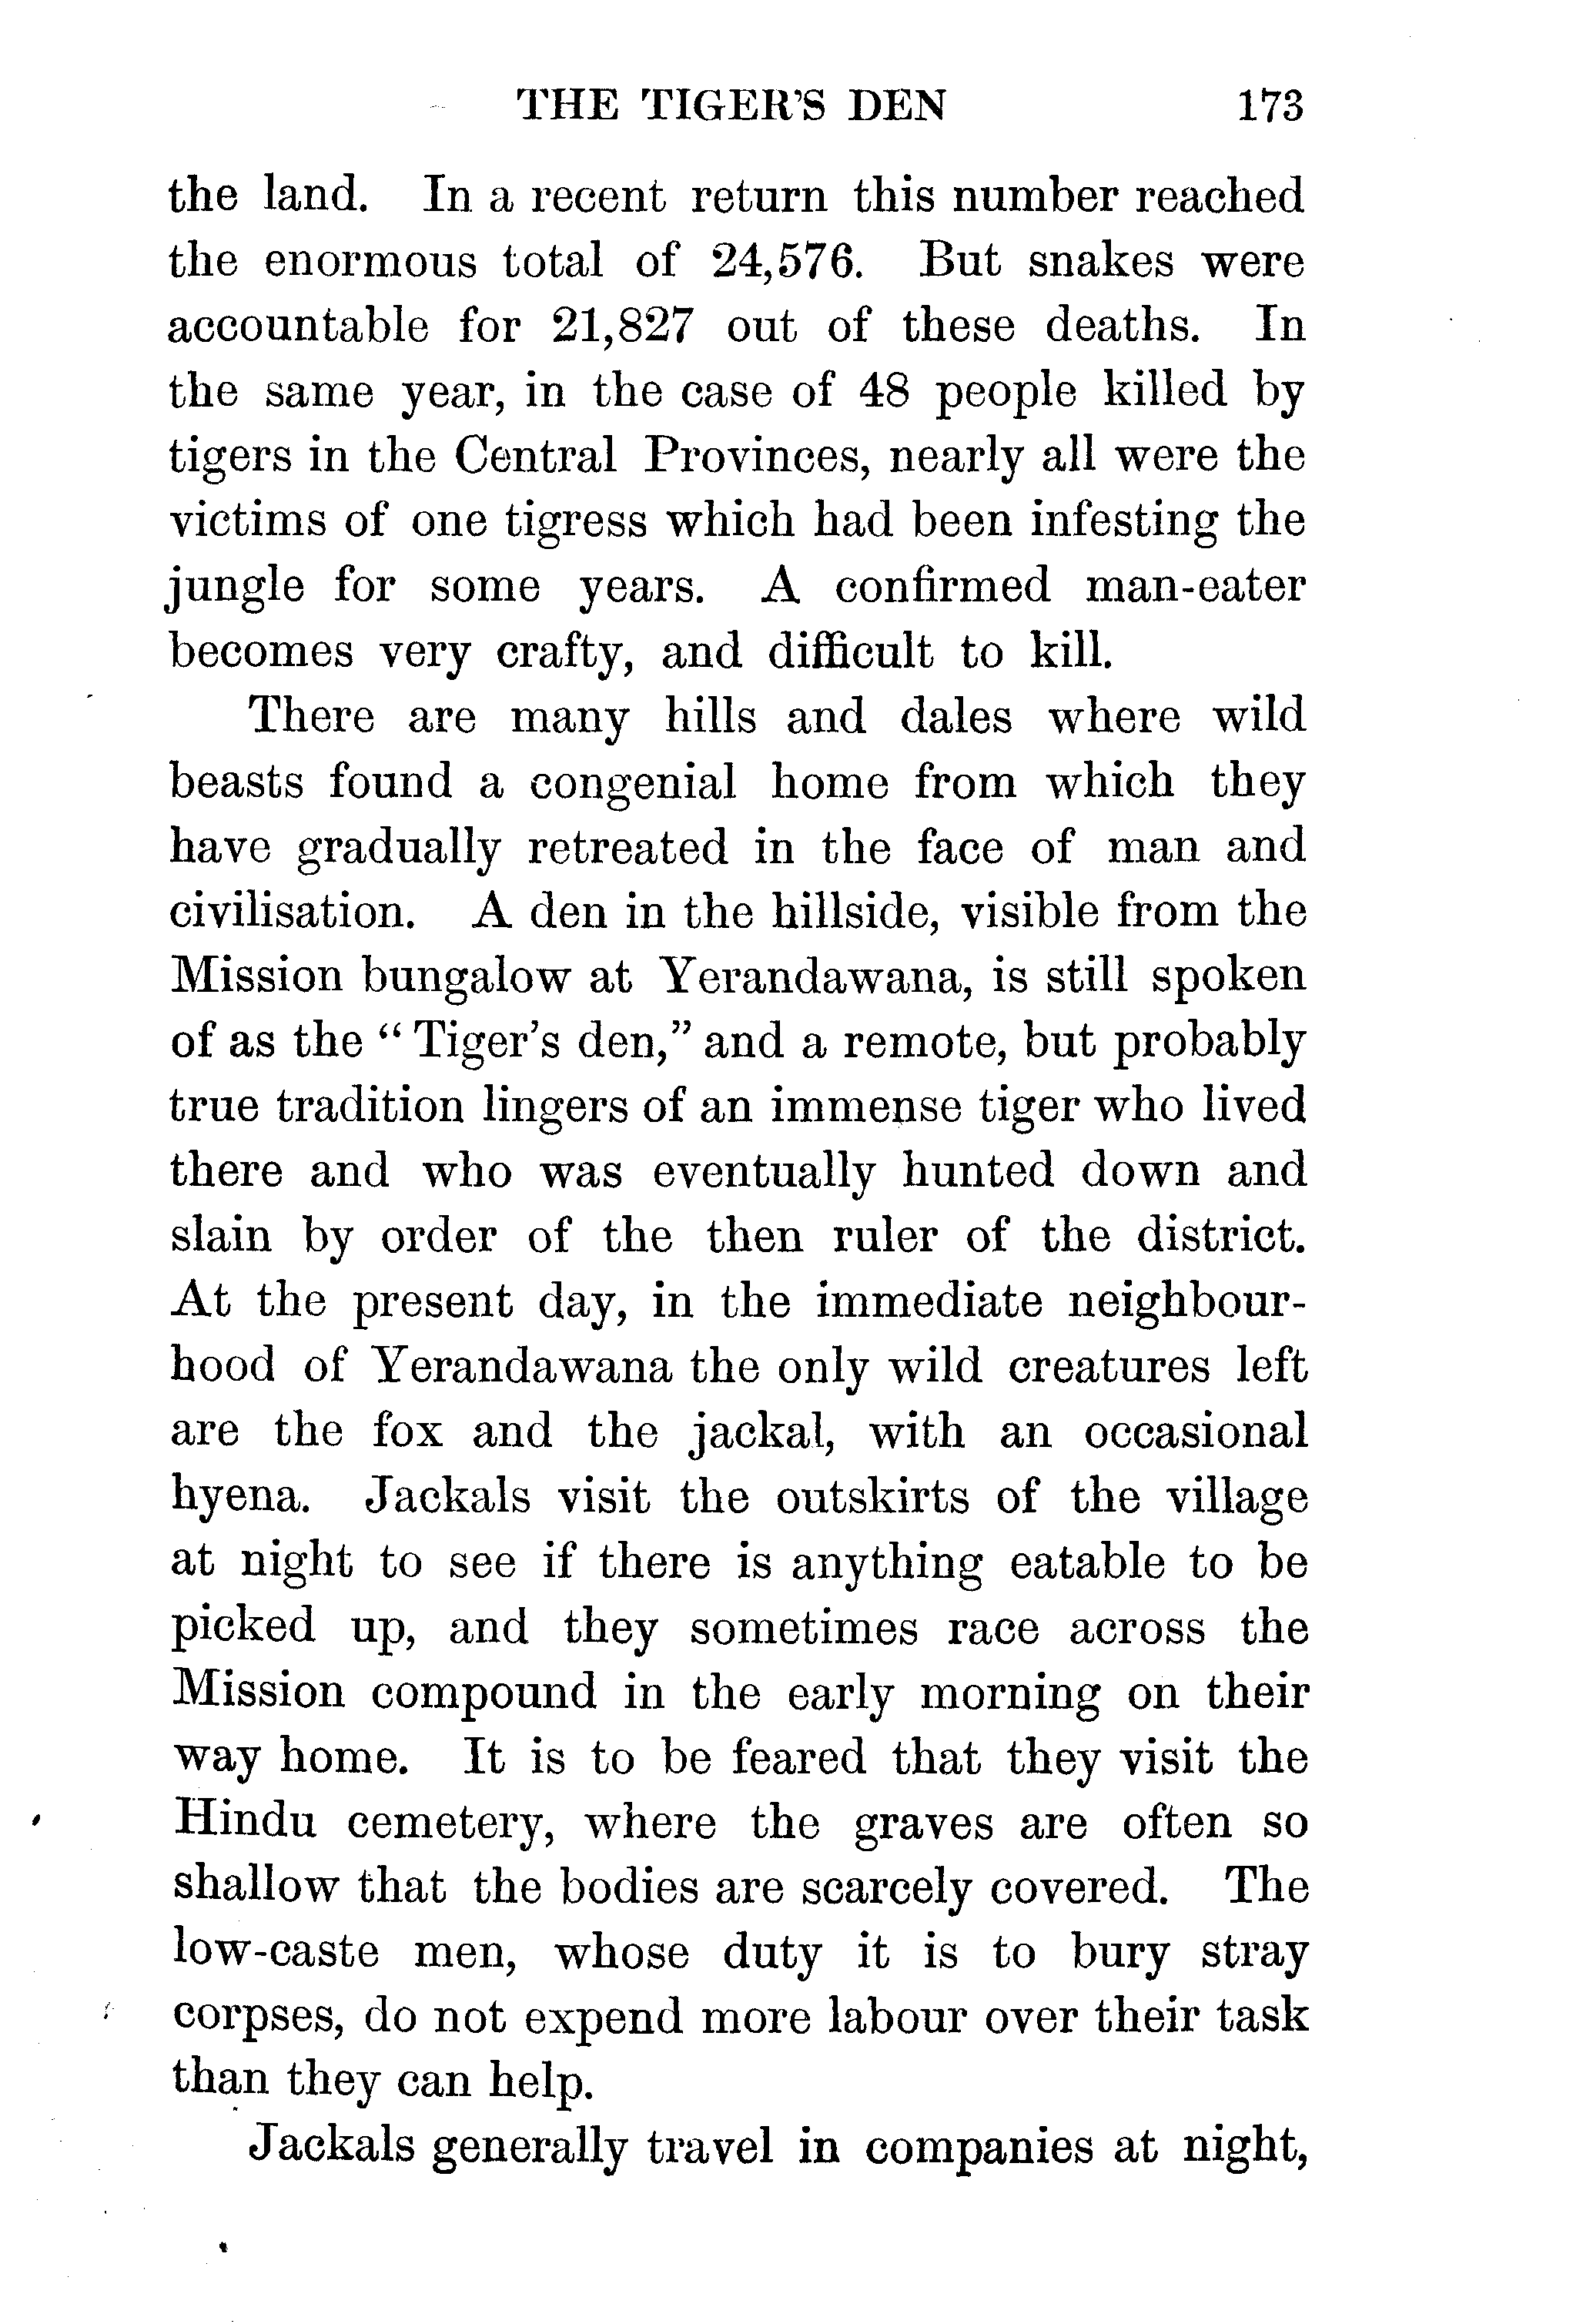 THE TIGER'S DEN 173
the land. In a recent return this number reached
the enormous total of 24,576. But snakes were
accountable for 21,827 out of these deaths. In
the same year, in the case of 48 people killed by
tigers in the Central Provinces, nearly all were the
victims of one tigress which had been infesting the
jungle for some years. A confirmed man-eater
becomes very crafty, and difficult to kill.
There are many hills and dales where wild
beasts found a congenial home from which they
have gradually retreated in the face of man and
civilisation. A den in the hillside, visible from the
Mission bungalow at Yerandawana, is still spoken
of as the “Tiger's den,” and a remote, but probably
true tradition lingers of an immense tiger who lived
there and who was eventually hunted down and
slain by order of the then ruler of the district.
At the present day, in the immediate neighbour-
hood of Yerandawana the only wild creatures left
are the fox and the jackal, with an occasional
hyena. Jackals visit the outskirts of the village
at night to see if there is anything eatable to be
picked up, and they sometimes race across the
Mission compound in the early morning on their
way home. It is to be feared that they visit the
Hindu cemetery, where the graves are often so
shallow that the bodies are scarcely covered. The
low-caste men, whose duty it is to bury stray
corpses, do not expend more labour over their task
than they can help.
Jackals generally travel in companies at night,